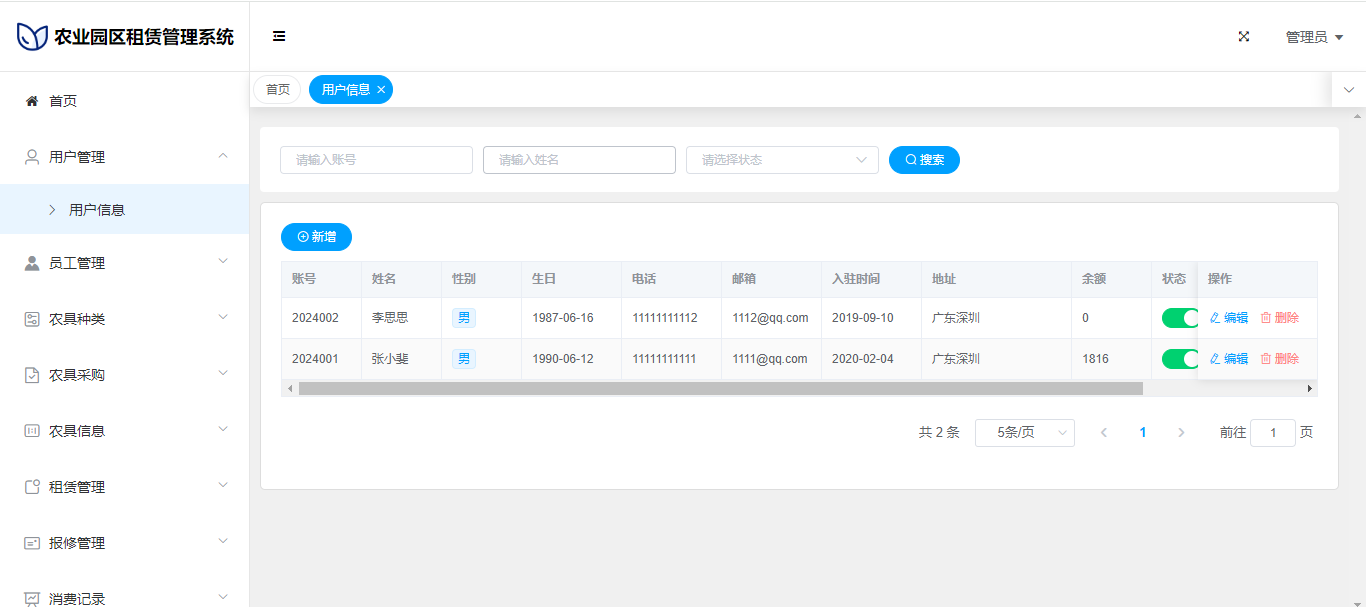 农业园区租赁管理系统
管理员
首页
用户管理
用户信息
员工管理
农具种类
农具采购
农具信息
租赁管理
报修管理
消费记录
首页 用户信息
请输入账号 请输入姓名 请选择状态 搜索
新增
账号 姓名 性别 生日 电话 邮箱 入驻时间 地址 余额 状态 操作
2024002 李思思 男 1987-06-16 11111111112 1112@qq.com 2019-09-10 广东深圳 0 编辑 删除
2024001 张小斐 男 1990-06-12 11111111111 1111@qq.com 2020-02-04 广东深圳 1816 编辑 删除
共 2 条 5条/页 1 前往 1 页